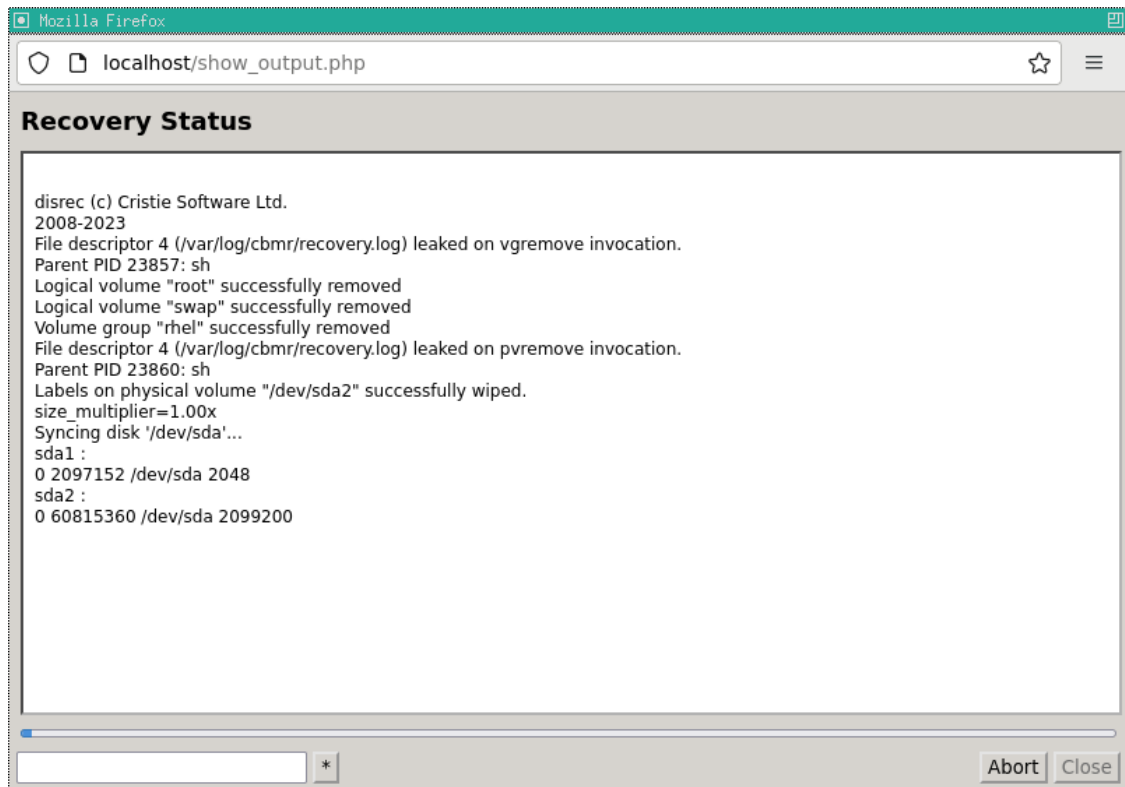 Mozilla Firefox
localhost/show_output.php
Recovery Status
disrec (c) Cristie Software Ltd.
2008-2023
File descriptor 4 (/var/log/cbmr/recovery.log) leaked on vgremove invocation.
Parent PID 23857: sh
Logical volume "root" successfully removed
Logical volume "swap" successfully removed
Volume group "rhel" successfully removed
File descriptor 4 (/var/log/cbmr/recovery.log) leaked on pvremove invocation.
Parent PID 23860: sh
Labels on physical volume "/dev/sda2" successfully wiped.
size_multiplier=1.00x
Syncing disk '/dev/sda'...
sda1 :
0 2097152 /dev/sda 2048
sda2 :
0 60815360 /dev/sda 2099200
* Abort Close